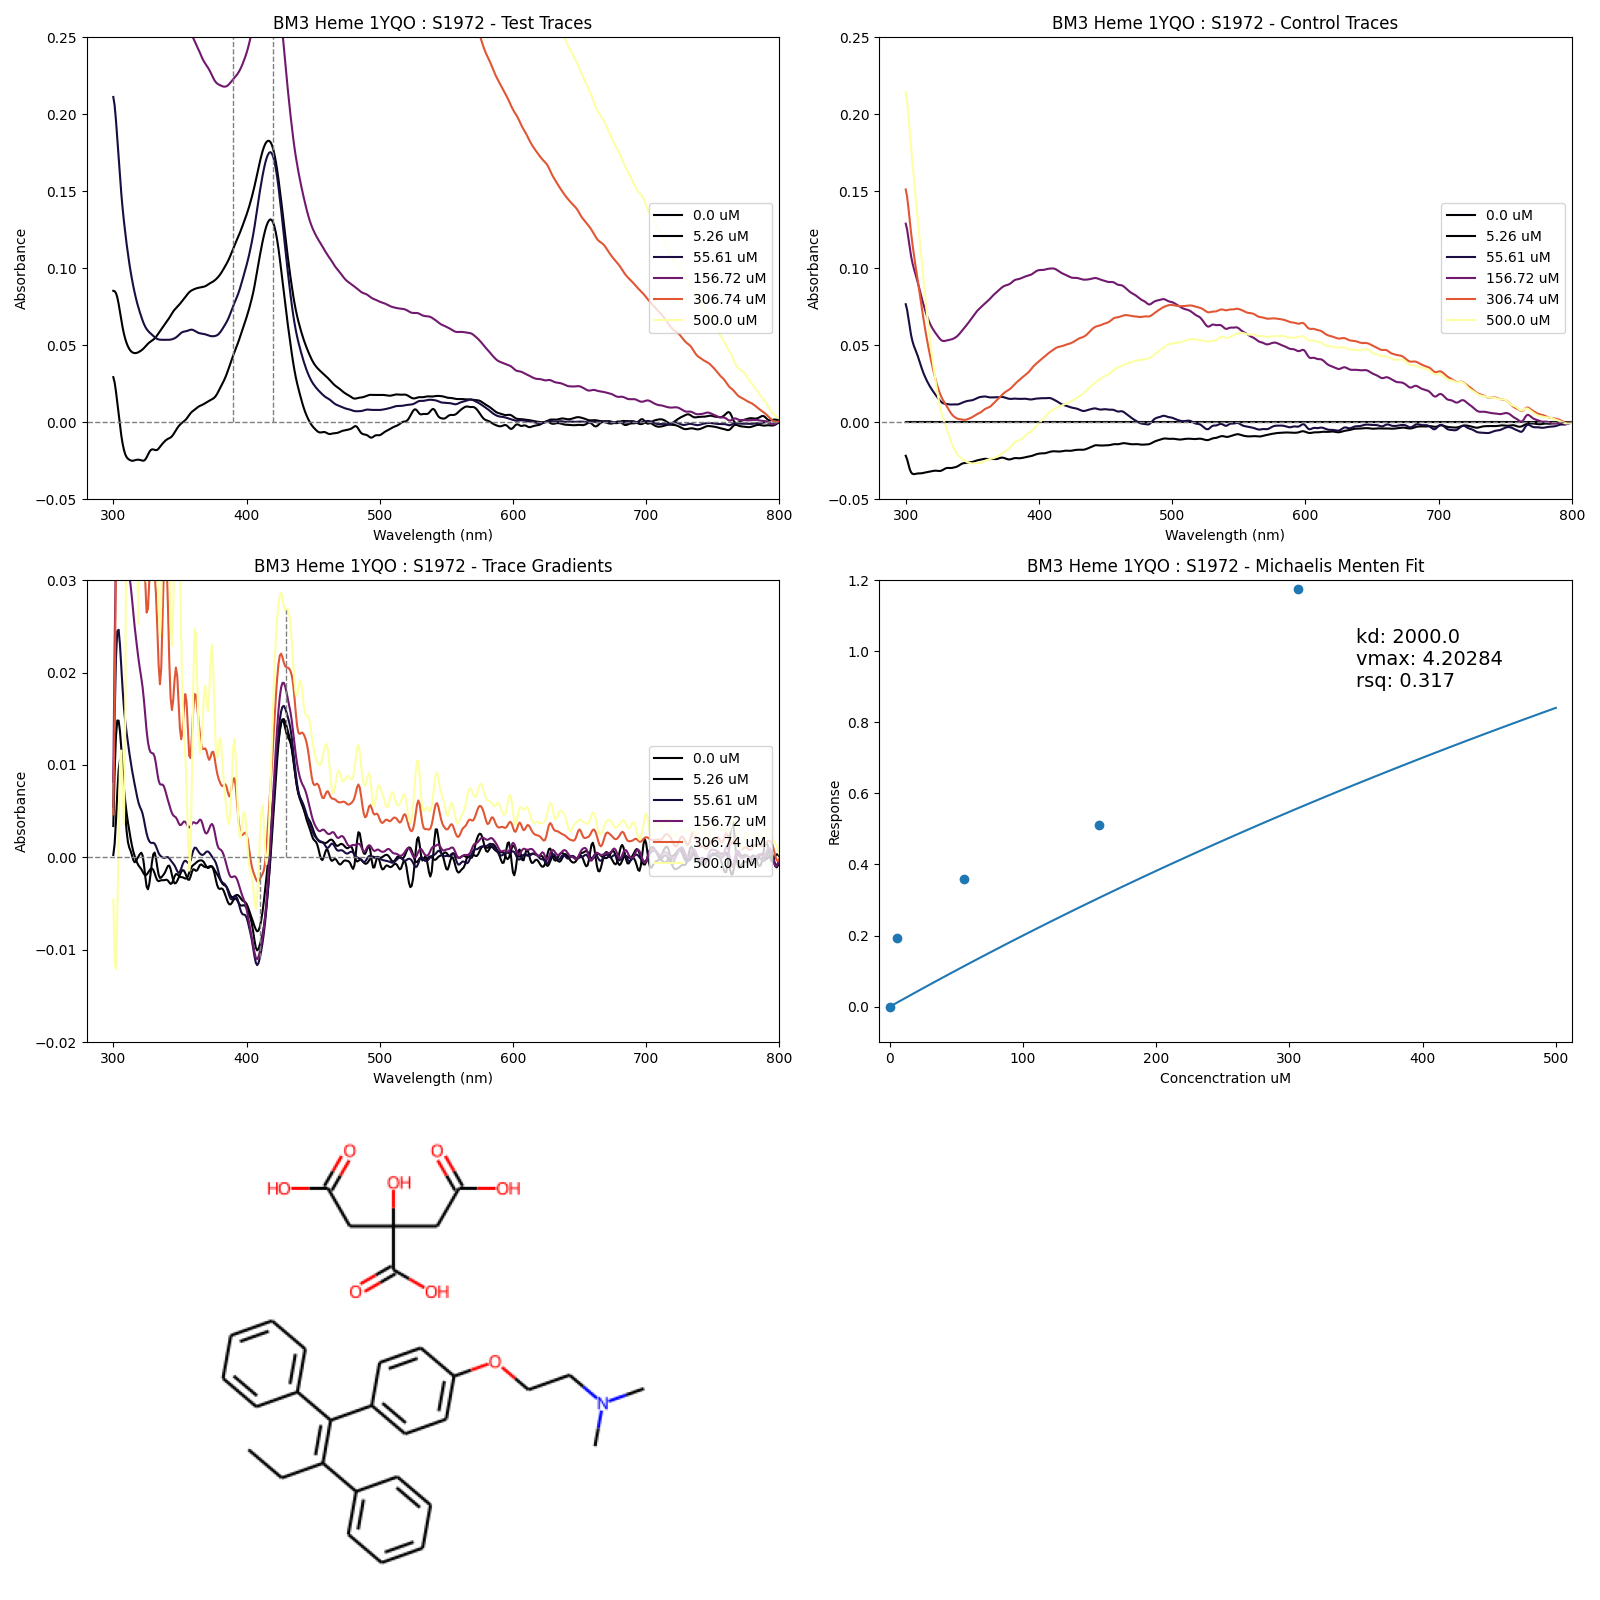 BM3 Heme 1YQO : S1972 - Test Traces
0.25
0.20
0.15
0.10
0.05
0.00
−0.05
Absorbance
300
400
500
600
700
800
Wavelength (nm)
0.0 uM
5.26 uM
55.61 uM
156.72 uM
306.74 uM
500.0 uM
BM3 Heme 1YQO : S1972 - Control Traces
0.25
0.20
0.15
0.10
0.05
0.00
−0.05
Absorbance
300
400
500
600
700
800
Wavelength (nm)
0.0 uM
5.26 uM
55.61 uM
156.72 uM
306.74 uM
500.0 uM
BM3 Heme 1YQO : S1972 - Trace Gradients
0.03
0.02
0.01
0.00
−0.01
−0.02
Absorbance
300
400
500
600
700
800
Wavelength (nm)
0.0 uM
5.26 uM
55.61 uM
156.72 uM
306.74 uM
500.0 uM
BM3 Heme 1YQO : S1972 - Michaelis Menten Fit
1.2
1.0
0.8
0.6
0.4
0.2
0.0
Response
0
100
200
300
400
500
Concenctration uM
kd: 2000.0
vmax: 4.20284
rsq: 0.317
O
O
HO
OH
OH
O
OH
O
N